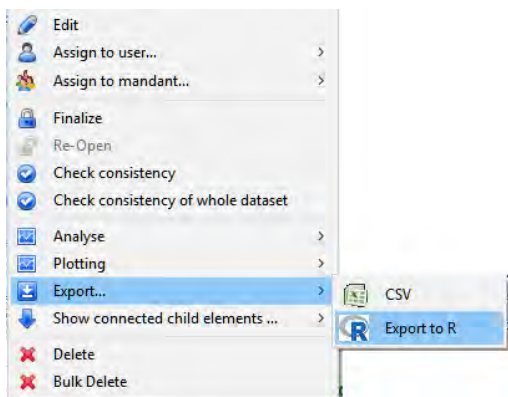 Edit
Assign to user...
Assign to mandant...
Finalize
Re-Open
Check consistency
Check consistency of whole dataset
Analyse
Plotting
Export...
Show connected child elements ...
Delete
Bulk Delete
CSV
Export to R